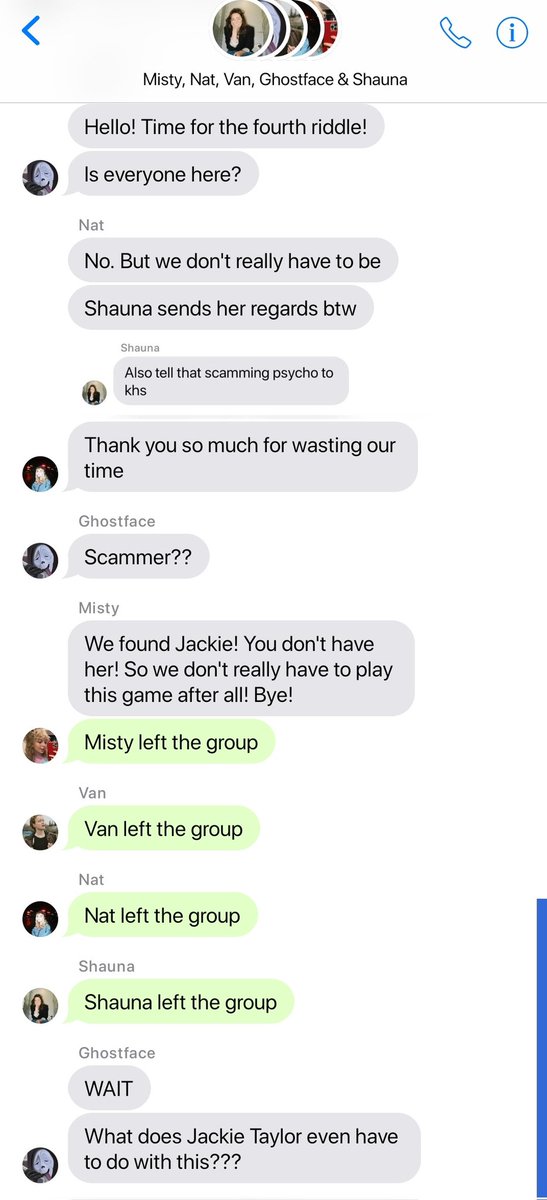 Misty, Nat, Van, Ghostface & Shauna
Hello! Time for the fourth riddle!
Is everyone here?
Nat
No. But we don't really have to be
Shauna sends her regards btw
Shauna
Also tell that scamming psycho to
khs
Thank you so much for wasting our
time
Ghostface
Scammer??
Misty
We found Jackie! You don't have
her! So we don't really have to play
this game after all! Bye!
Misty left the group
Van
Van left the group
Nat
Nat left the group
Shauna
Shauna left the group
Ghostface
WAIT
What does Jackie Taylor even have
to do with this???